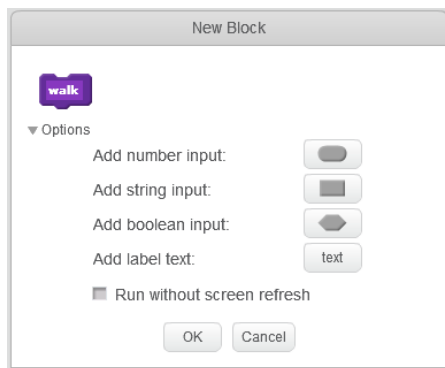 New Block
walk
Options
Add number input:
Add string input:
Add boolean input:
Add label text: text
Run without screen refresh
OK Cancel